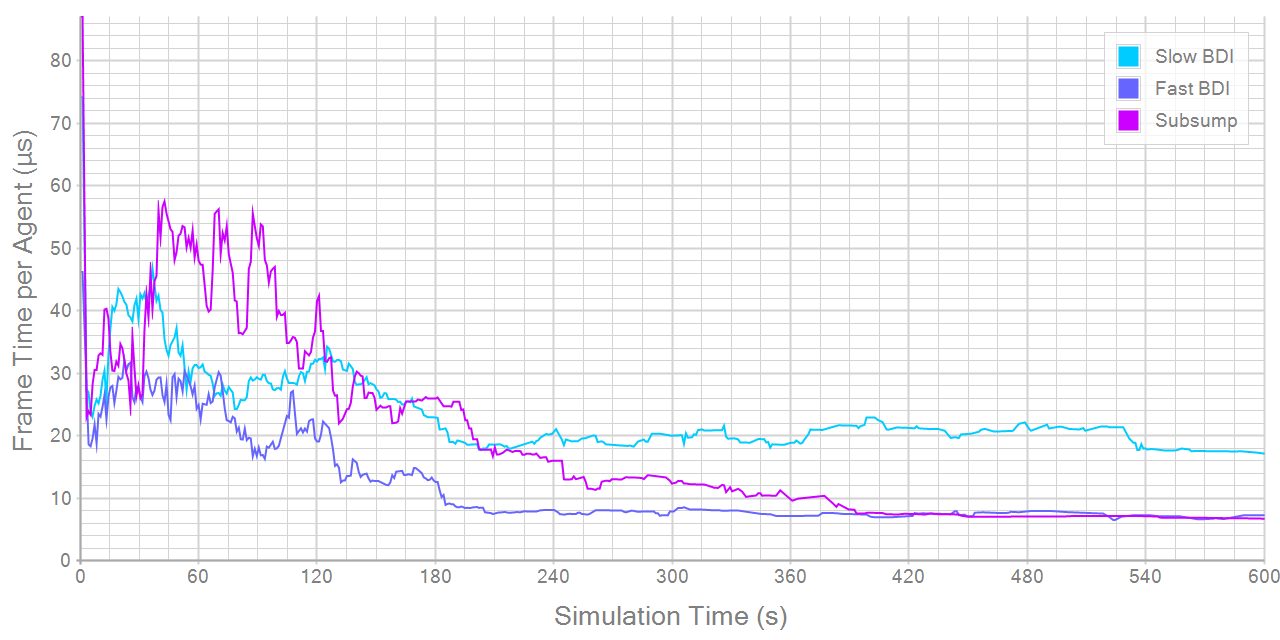 Frame Time per Agent (µs)
80
70
60
50
40
30
20
10
0
Slow BDI
Fast BDI
Subsump
0 60 120 180 240 300 360 420 480 540 600
Simulation Time (s)